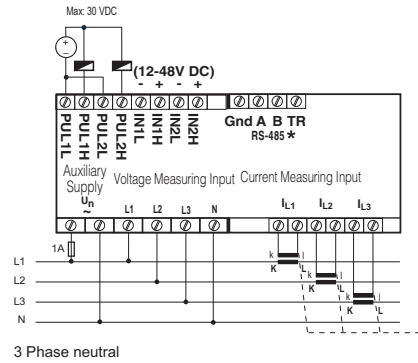 Max: 30 VDC
+
-
(12-48V DC)
- + - +
PUL1L PUL1H PUL2L PUL2H IN1L IN1H IN2L IN2H
Gnd A B TR
RS-485 *
Auxiliary Supply Voltage Measuring Input Current Measuring Input
Un ~ L1 L2 L3 N IL1 IL2 IL3
1A
L1 k l K L
L2 k l K L
L3 k l K L
N
3 Phase neutral